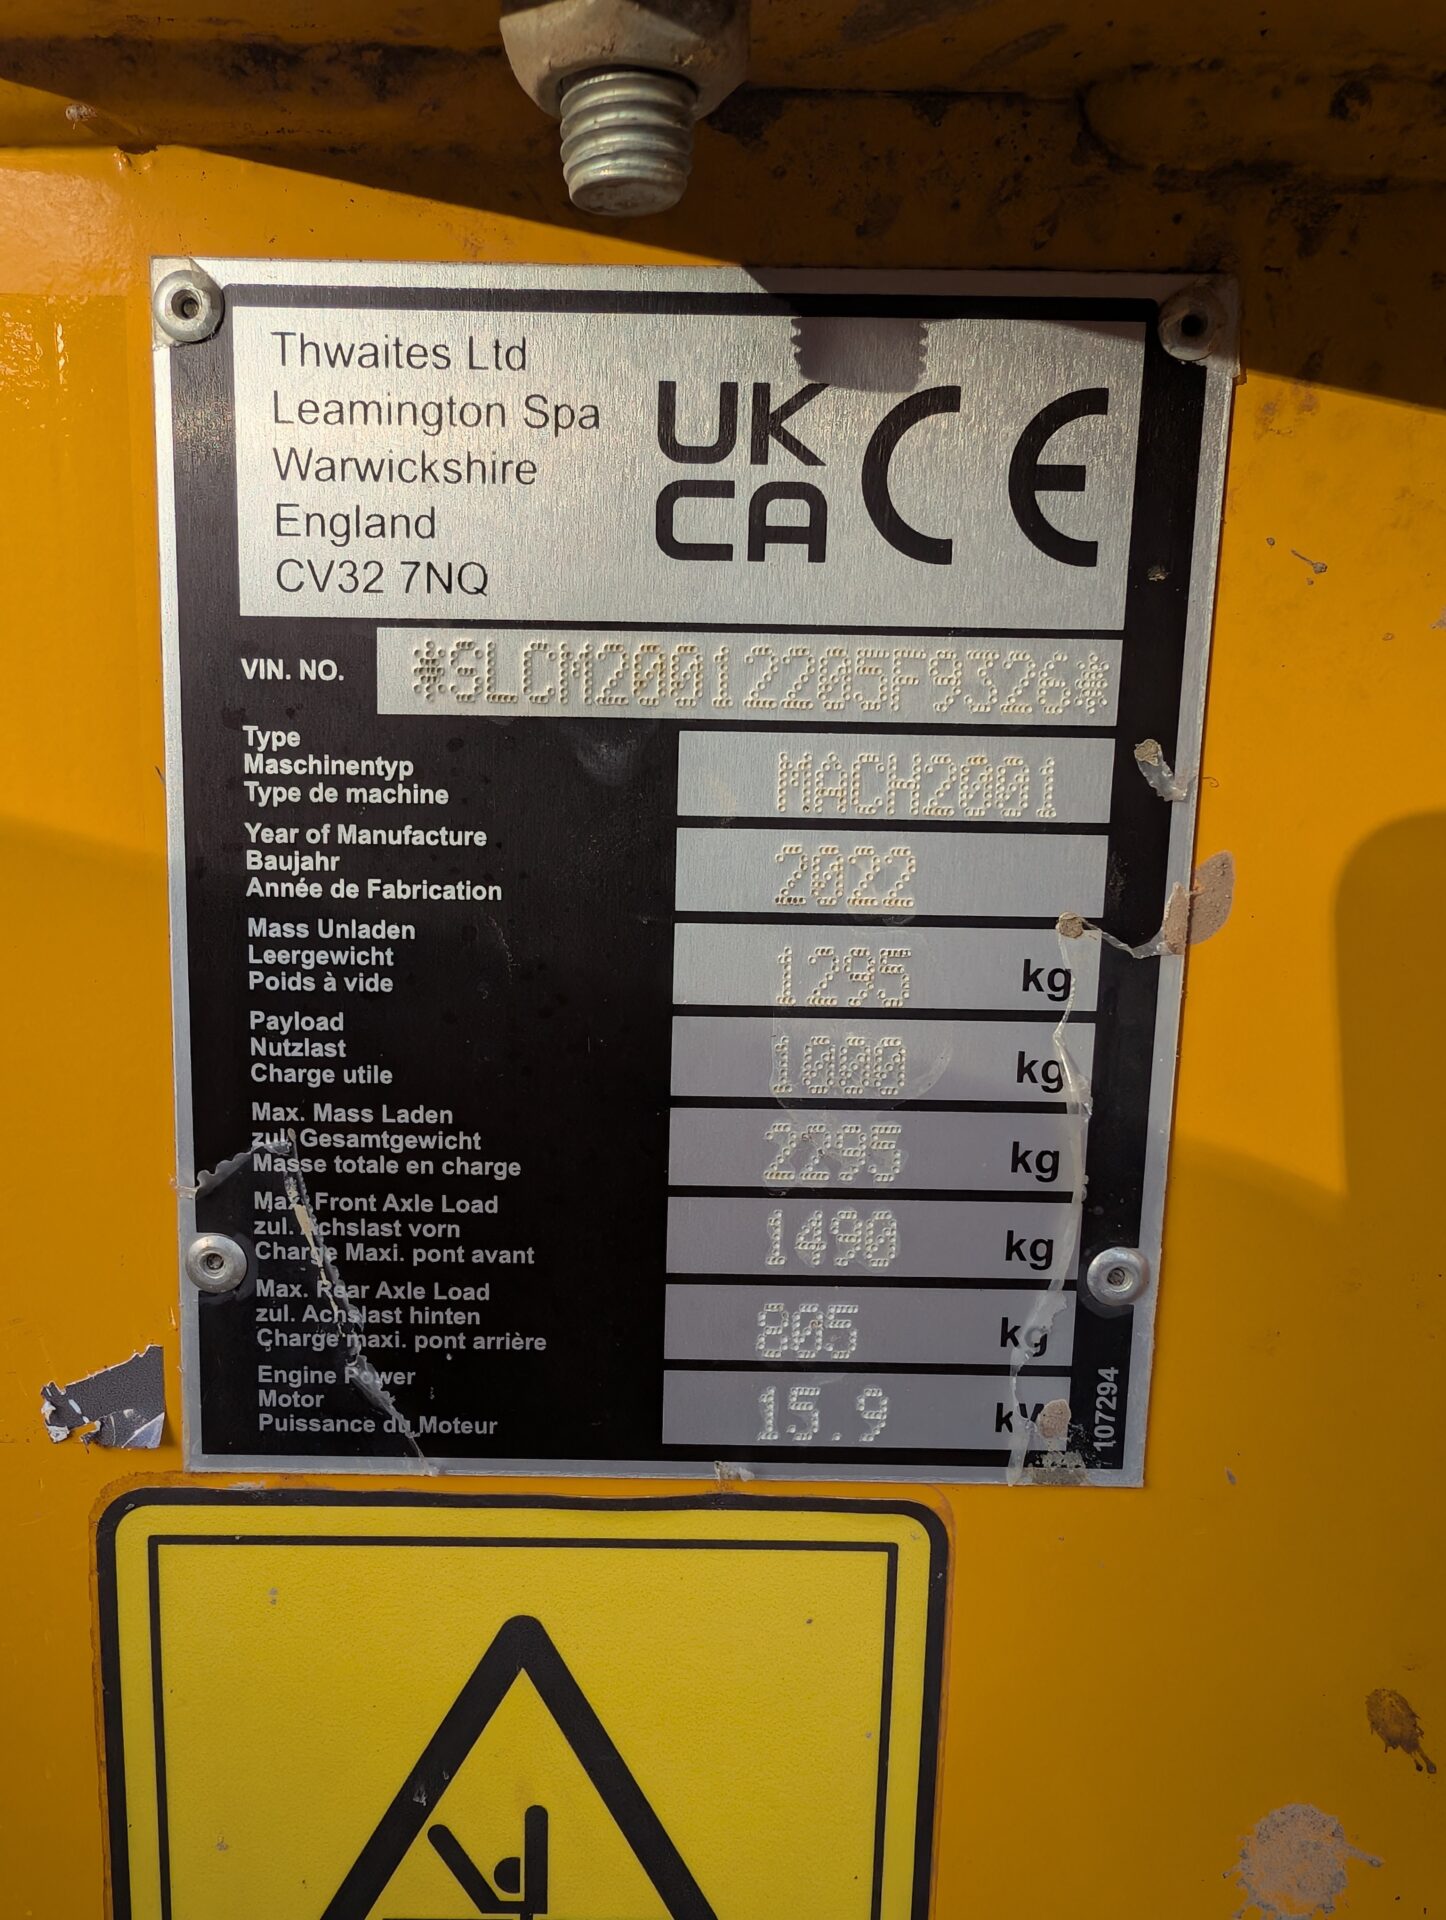 Thwaites Ltd
Leamington Spa
Warwickshire
England
CV32 7NQ
UK
CA
CE
VIN. NO. *SLCM20012205F9326*
Type
Maschinentyp
Type de machine
MACH2001
Year of Manufacture
Baujahr
Année de Fabrication
2022
Mass Unladen
Leergewicht
Poids à vide
1295 kg
Payload
Nutzlast
Charge utile
1000 kg
Max. Mass Laden
zul. Gesamtgewicht
Masse totale en charge
2295 kg
Max. Front Axle Load
zul. Achslast vorn
Charge Maxi. pont avant
1490 kg
Max. Rear Axle Load
zul. Achslast hinten
Charge maxi. pont arrière
805 kg
Engine Power
Motor
Puissance du Moteur
15.9 kW
107294